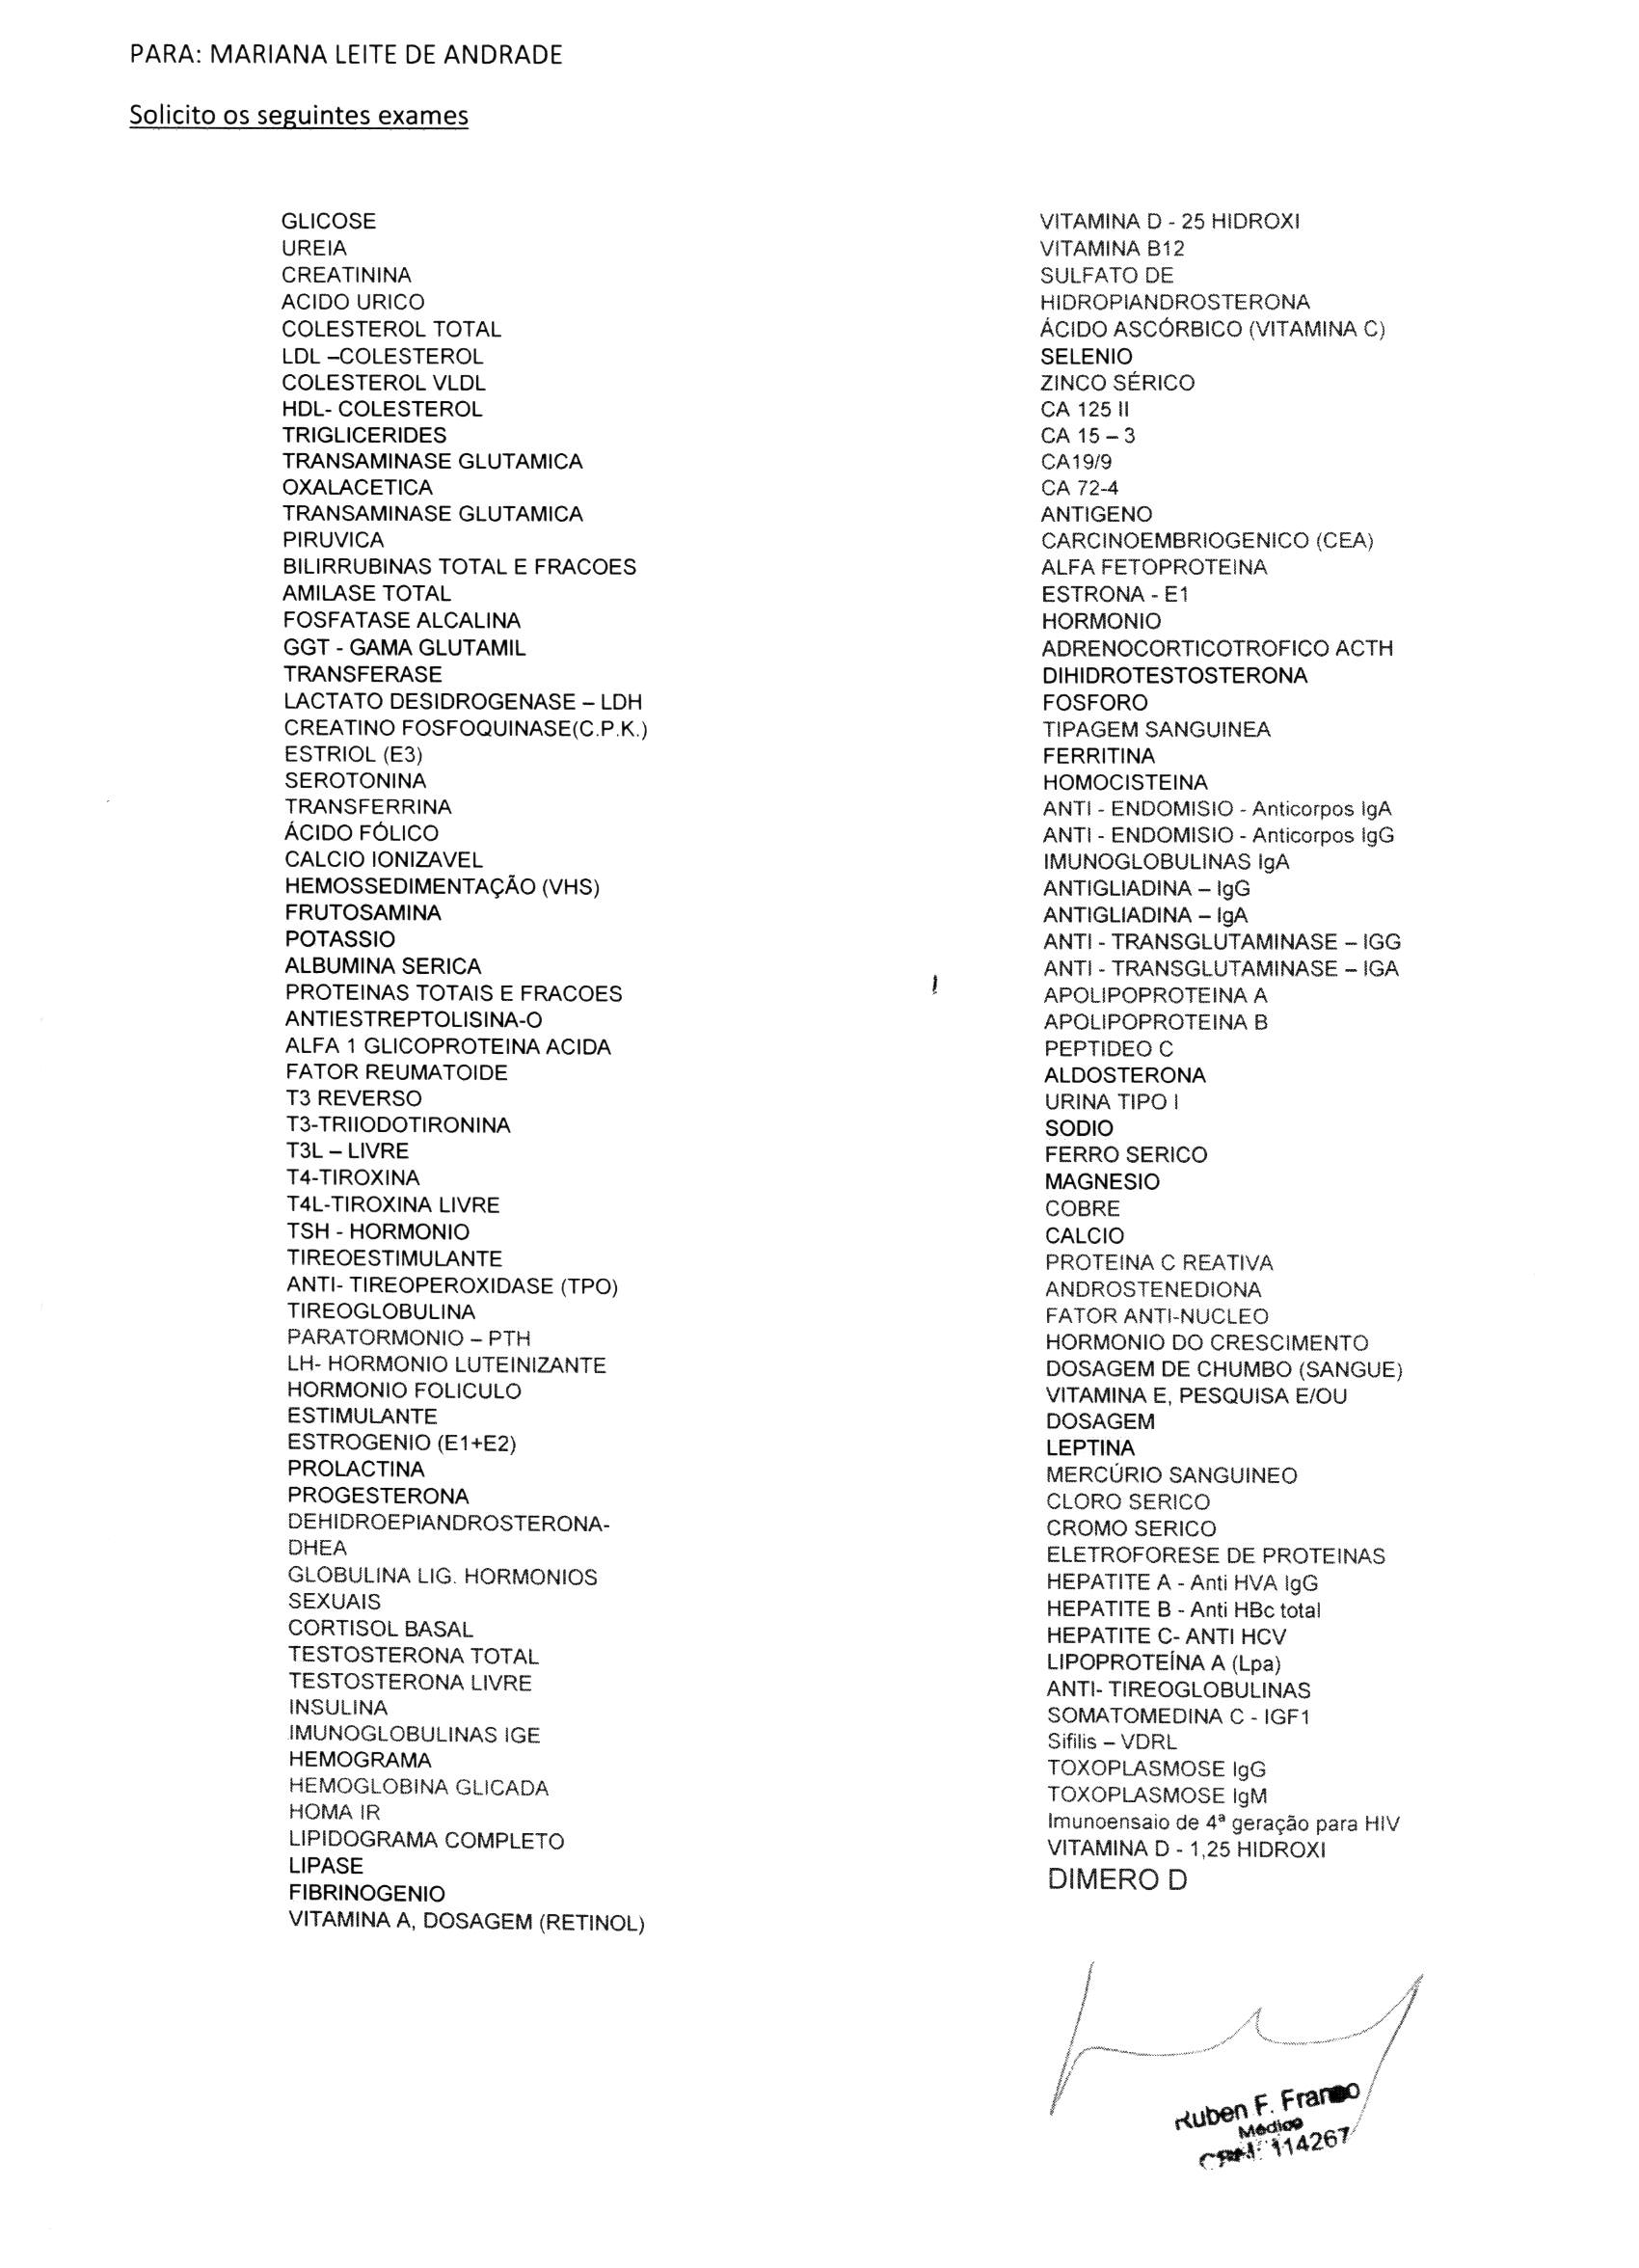 PARA: MARIANA LEITE DE ANDRADE
Solicito os seguintes exames
GLICOSE
UREIA
CREATININA
ACIDO URICO
COLESTEROL TOTAL
LDL –COLESTEROL
COLESTEROL VLDL
HDL- COLESTEROL
TRIGLICERIDES
TRANSAMINASE GLUTAMICA
OXALACETICA
TRANSAMINASE GLUTAMICA
PIRUVICA
BILIRRUBINAS TOTAL E FRACOES
AMILASE TOTAL
FOSFATASE ALCALINA
GGT - GAMA GLUTAMIL
TRANSFERASE
LACTATO DESIDROGENASE – LDH
CREATINO FOSFOQUINASE(C.P.K.)
ESTRIOL (E3)
SEROTONINA
TRANSFERRINA
ÁCIDO FÓLICO
CALCIO IONIZAVEL
HEMOSSEDIMENTAÇÃO (VHS)
FRUTOSAMINA
POTASSIO
ALBUMINA SERICA
PROTEINAS TOTAIS E FRACOES
ANTIESTREPTOLISINA-O
ALFA 1 GLICOPROTEINA ACIDA
FATOR REUMATOIDE
T3 REVERSO
T3-TRIIODOTIRONINA
T3L – LIVRE
T4-TIROXINA
T4L-TIROXINA LIVRE
TSH - HORMONIO
TIREOESTIMULANTE
ANTI- TIREOPEROXIDASE (TPO)
TIREOGLOBULINA
PARATORMONIO – PTH
LH- HORMONIO LUTEINIZANTE
HORMONIO FOLICULO
ESTIMULANTE
ESTROGENIO (E1+E2)
PROLACTINA
PROGESTERONA
DEHIDROEPIANDROSTERONA-
DHEA
GLOBULINA LIG. HORMONIOS
SEXUAIS
CORTISOL BASAL
TESTOSTERONA TOTAL
TESTOSTERONA LIVRE
INSULINA
IMUNOGLOBULINAS IGE
HEMOGRAMA
HEMOGLOBINA GLICADA
HOMA IR
LIPIDOGRAMA COMPLETO
LIPASE
FIBRINOGENIO
VITAMINA A, DOSAGEM (RETINOL)
VITAMINA D - 25 HIDROXI
VITAMINA B12
SULFATO DE
HIDROPIANDROSTERONA
ÁCIDO ASCÓRBICO (VITAMINA C)
SELENIO
ZINCO SÉRICO
CA 125 II
CA 15 – 3
CA19/9
CA 72-4
ANTIGENO
CARCINOEMBRIOGENICO (CEA)
ALFA FETOPROTEINA
ESTRONA - E1
HORMONIO
ADRENOCORTICOTROFICO ACTH
DIHIDROTESTOSTERONA
FOSFORO
TIPAGEM SANGUINEA
FERRITINA
HOMOCISTEINA
ANTI - ENDOMISIO - Anticorpos IgA
ANTI - ENDOMISIO - Anticorpos IgG
IMUNOGLOBULINAS IgA
ANTIGLIADINA – IgG
ANTIGLIADINA – IgA
ANTI - TRANSGLUTAMINASE – IGG
ANTI - TRANSGLUTAMINASE – IGA
APOLIPOPROTEINA A
APOLIPOPROTEINA B
PEPTIDEO C
ALDOSTERONA
URINA TIPO I
SODIO
FERRO SERICO
MAGNESIO
COBRE
CALCIO
PROTEINA C REATIVA
ANDROSTENEDIONA
FATOR ANTI-NUCLEO
HORMONIO DO CRESCIMENTO
DOSAGEM DE CHUMBO (SANGUE)
VITAMINA E, PESQUISA E/OU
DOSAGEM
LEPTINA
MERCÚRIO SANGUINEO
CLORO SERICO
CROMO SERICO
ELETROFORESE DE PROTEINAS
HEPATITE A - Anti HVA IgG
HEPATITE B - Anti HBc total
HEPATITE C- ANTI HCV
LIPOPROTEÍNA A (Lpa)
ANTI- TIREOGLOBULINAS
SOMATOMEDINA C - IGF1
Sifilis – VDRL
TOXOPLASMOSE IgG
TOXOPLASMOSE IgM
Imunoensaio de 4ª geração para HIV
VITAMINA D - 1,25 HIDROXI
DIMERO D
Ruben F. Franco
Médico
114267